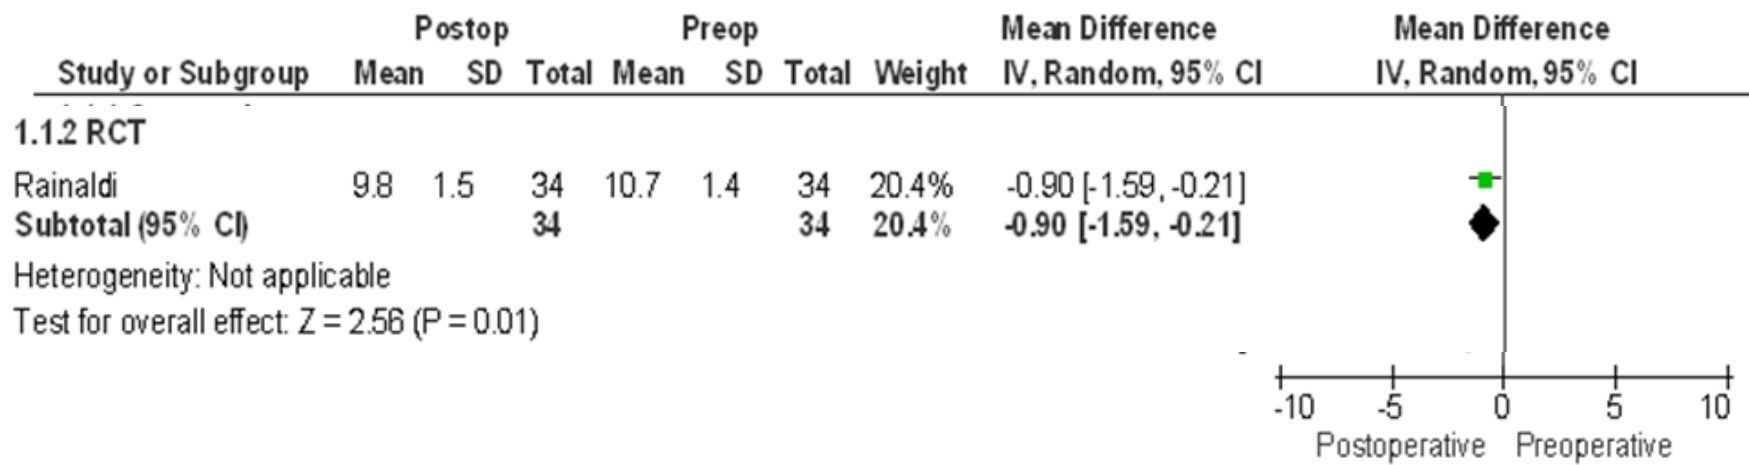 Postop Preop Mean Difference Mean Difference
Study or Subgroup Mean SD Total Mean SD Total Weight IV, Random, 95% CI IV, Random, 95% CI
1.1.2 RCT
Rainaldi 9.8 1.5 34 10.7 1.4 34 20.4% -0.90 [-1.59, -0.21]
Subtotal (95% CI) 34 34 20.4% -0.90 [-1.59, -0.21]
Heterogeneity: Not applicable
Test for overall effect: Z = 2.56 (P = 0.01)
-10 -5 0 5 10
Postoperative Preoperative